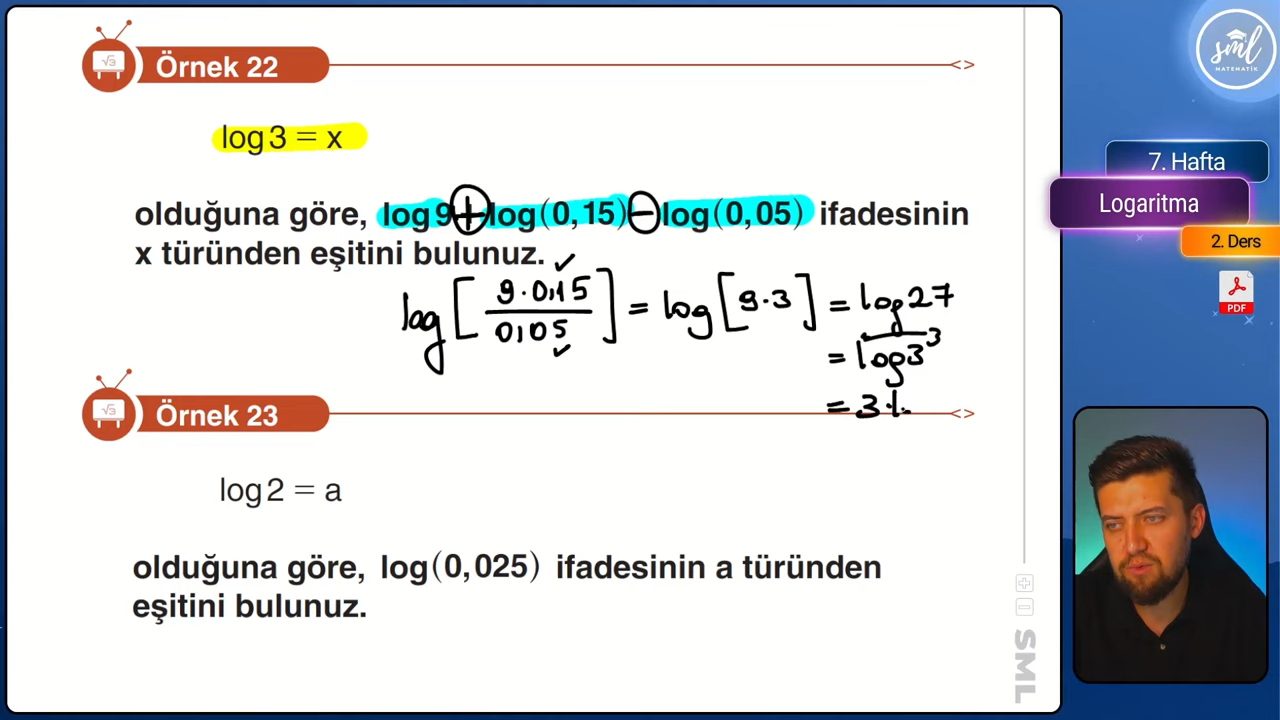 Örnek 22
log 3 = x
olduğuna göre, log 9 + log (0,15) − log (0,05) ifadesinin
x türünden eşitini bulunuz.
log [ 9·0,15 / 0,05 ] = log [ 9·3 ] = log 27
= log 3³
= 3·
Örnek 23
log 2 = a
olduğuna göre, log (0,025) ifadesinin a türünden
eşitini bulunuz.
SML
sml
MATEMATİK
7. Hafta
Logaritma
2. Ders
PDF